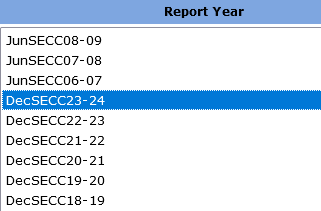 Report Year
JunSECC08-09
JunSECC07-08
JunSECC06-07
DecSECC23-24
DecSECC22-23
DecSECC21-22
DecSECC20-21
DecSECC19-20
DecSECC18-19